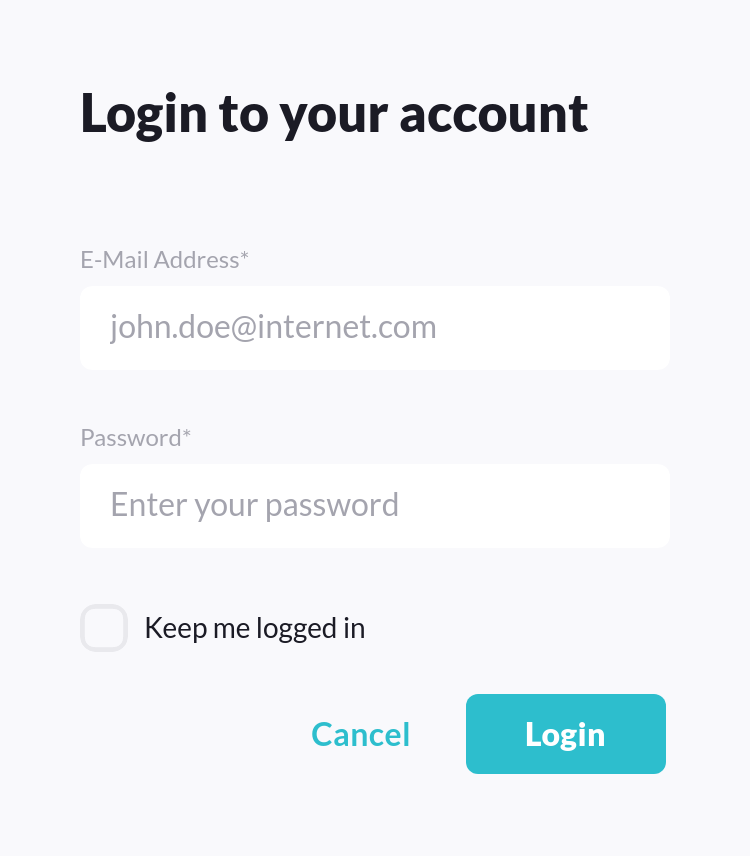 Login to your account
E-Mail Address*
john.doe@internet.com
Password*
Enter your password
Keep me logged in
Cancel
Login